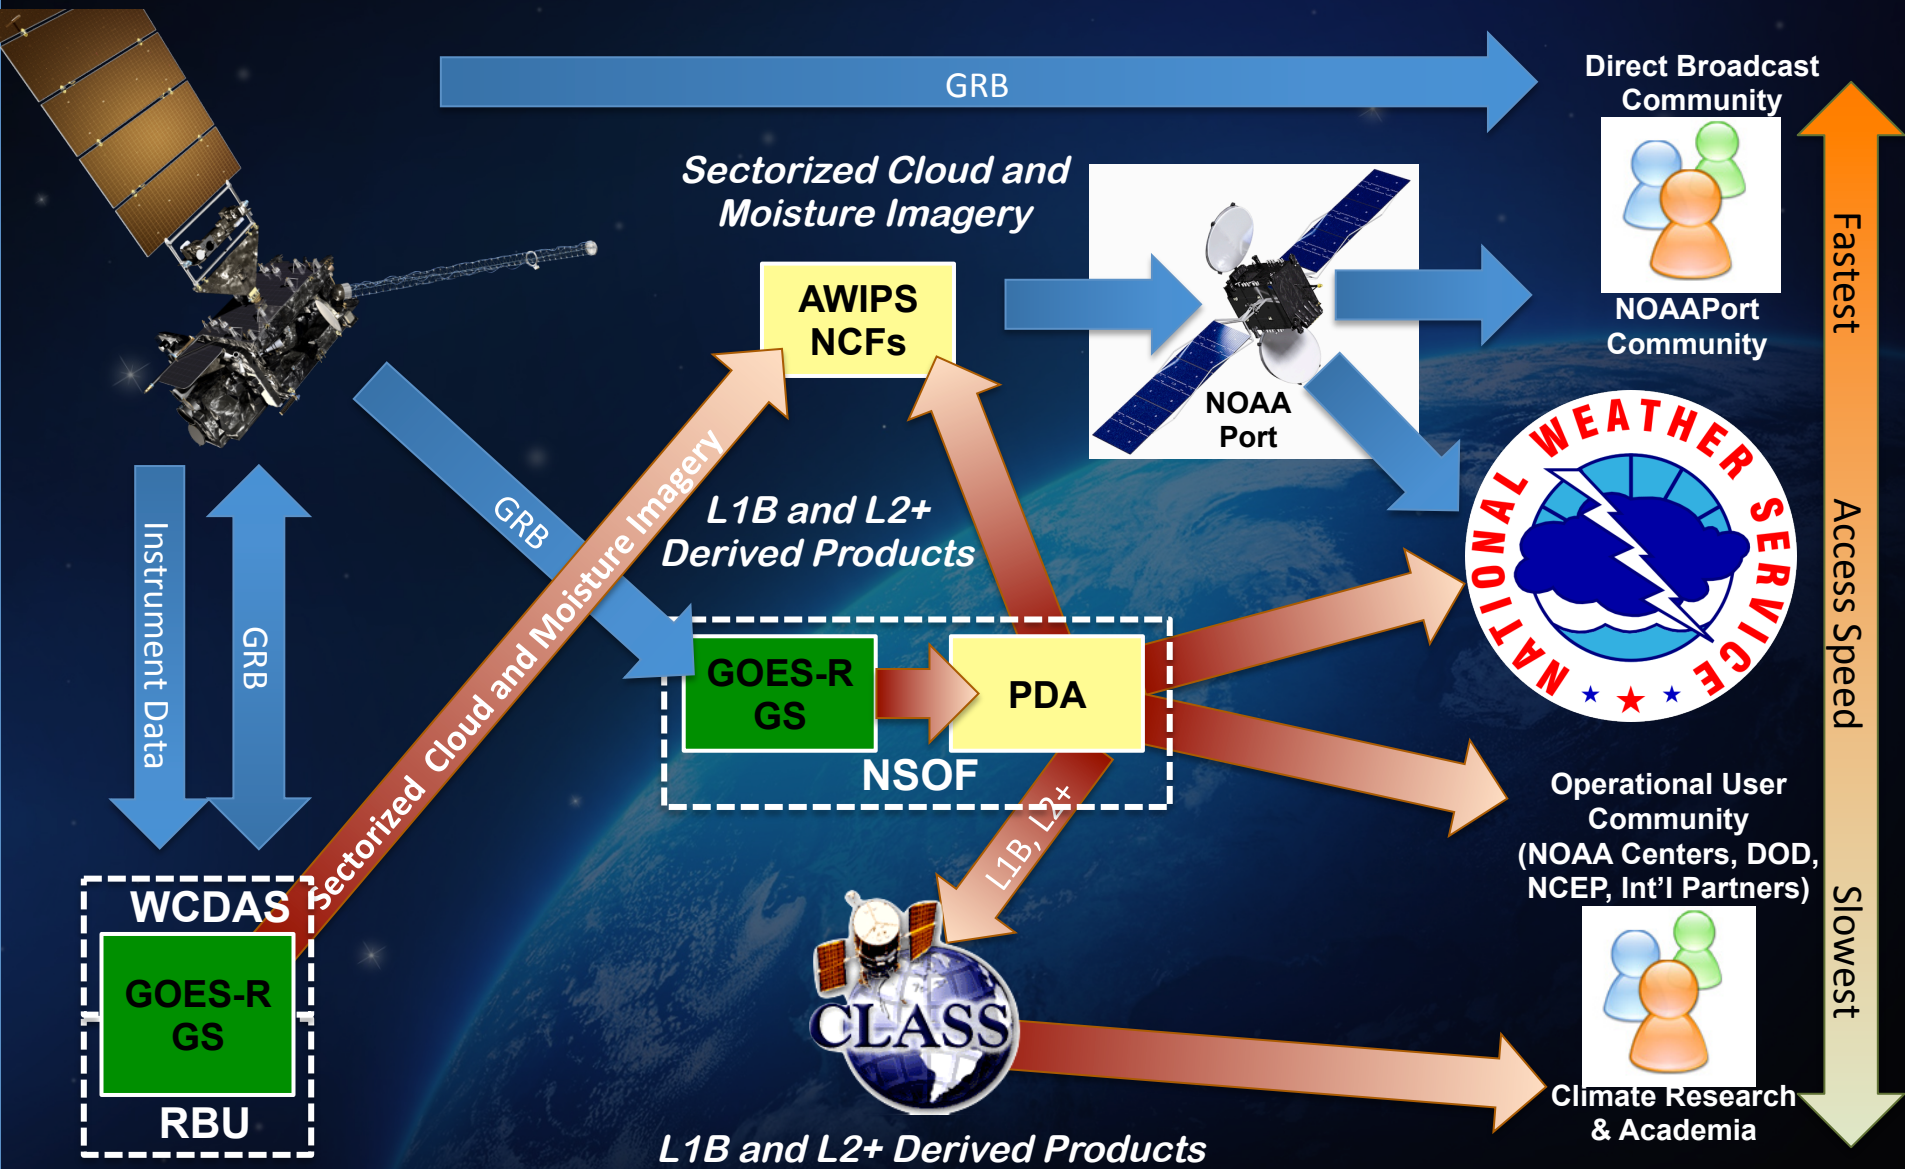 GRB
Direct Broadcast
Community
Sectorized Cloud and
Moisture Imagery
AWIPS
NCFs
NOAA
Port
NOAAPort
Community
Fastest
Access Speed
Slowest
NATIONAL WEATHER SERVICE
GRB
Sectorized Cloud and Moisture Imagery
L1B and L2+
Derived Products
Instrument Data
GRB
GOES-R
GS
PDA
NSOF
L1B, L2+
Operational User
Community
(NOAA Centers, DOD,
NCEP, Int'l Partners)
WCDAS
GOES-R
GS
RBU
CLASS
Climate Research
& Academia
L1B and L2+ Derived Products